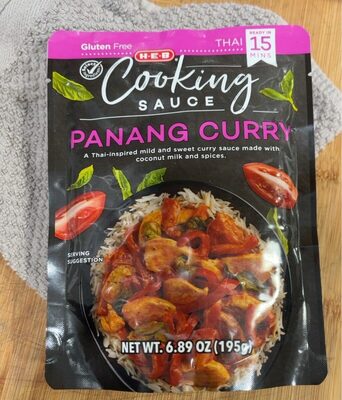 Gluten Free
THAI
READY IN
15
MINS
H-E-B
Cooking
SAUCE
PANANG CURRY
A Thai-inspired mild and sweet curry sauce made with
coconut milk and spices.
SERVING
SUGGESTION
NET WT. 6.89 OZ (195g)